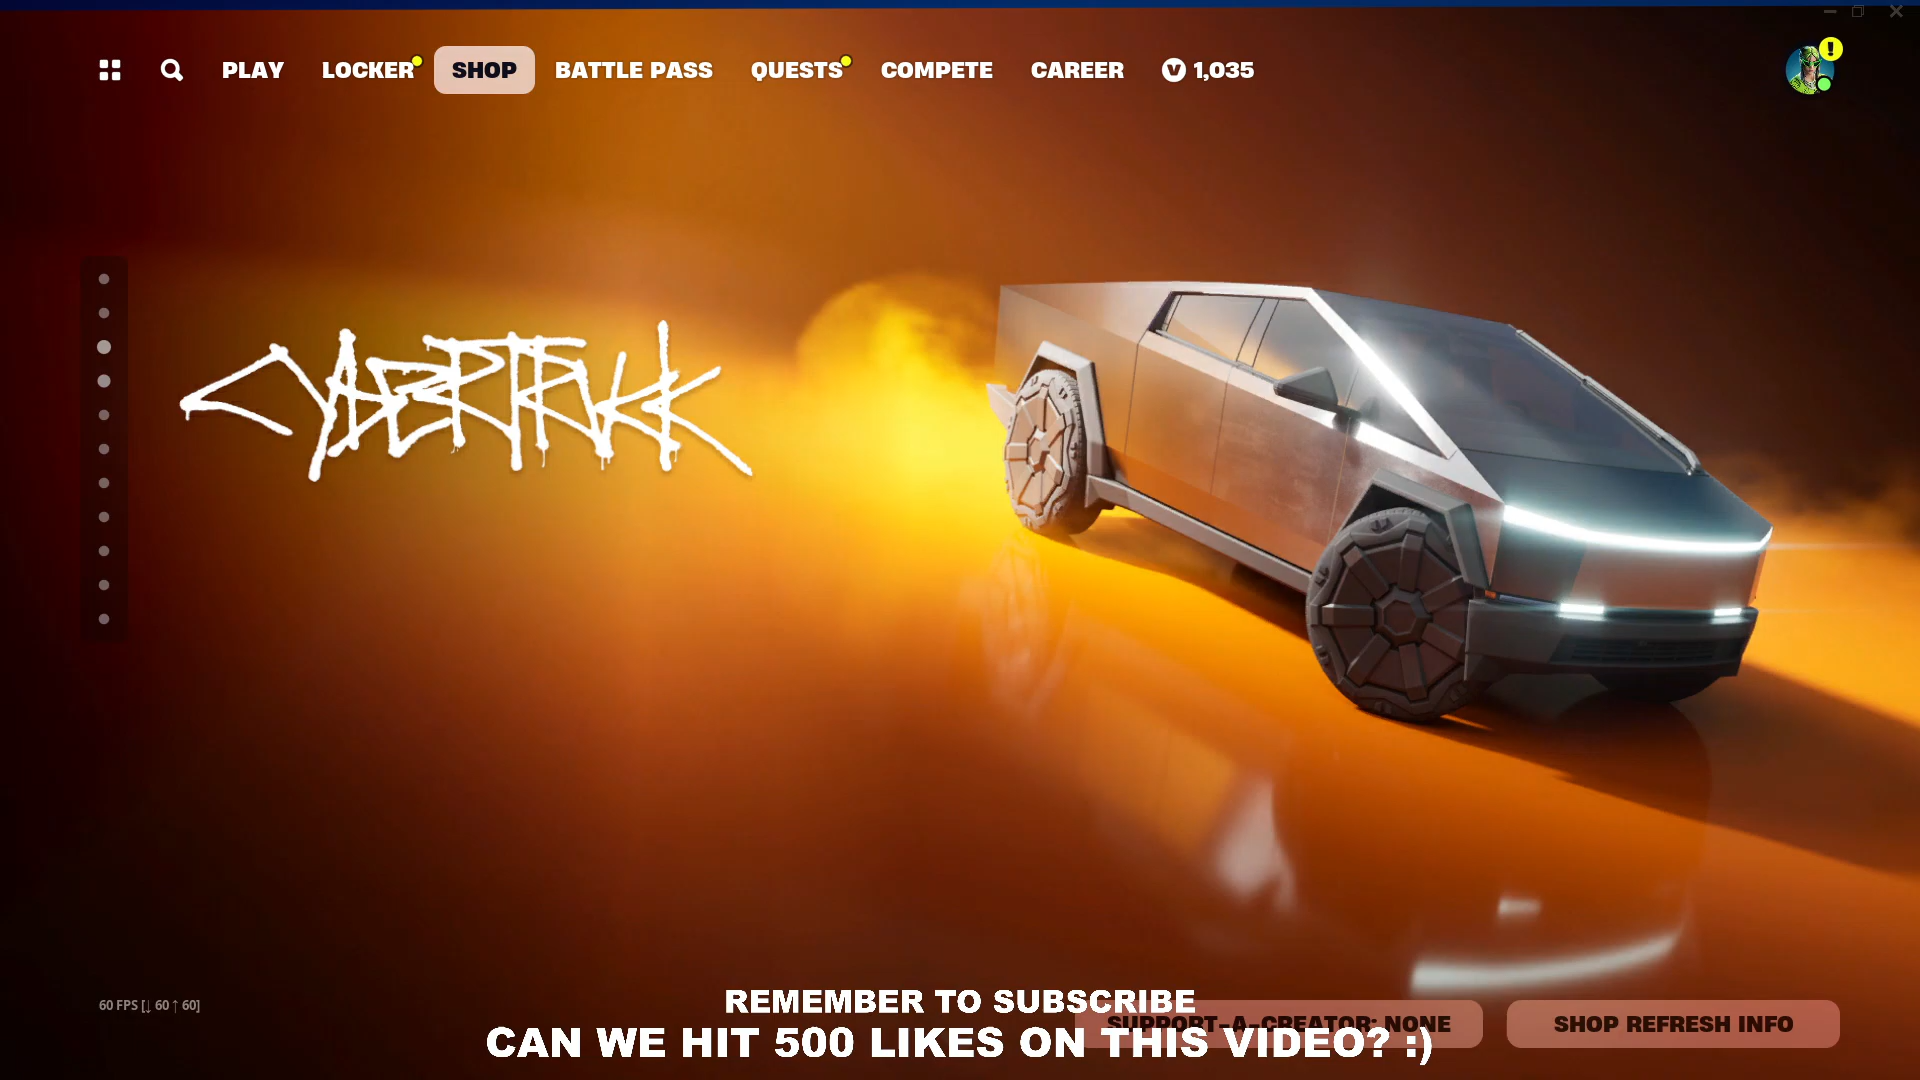 PLAY LOCKER SHOP BATTLE PASS QUESTS COMPETE CAREER V 1,035
!
CYBERTRUCK
60 FPS [↓ 60 ↑ 60]
REMEMBER TO SUBSCRIBE
SUPPORT-A-CREATOR: NONE
SHOP REFRESH INFO
CAN WE HIT 500 LIKES ON THIS VIDEO? :)